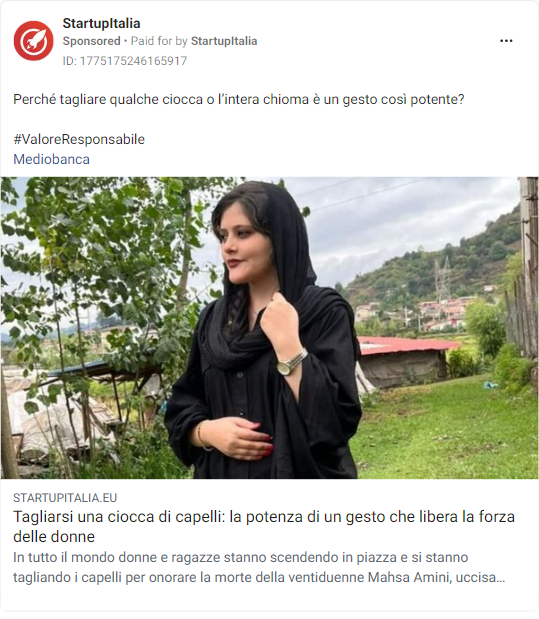 StartupItalia
Sponsored • Paid for by StartupItalia
ID: 1775175246165917
Perché tagliare qualche ciocca o l'intera chioma è un gesto così potente?
#ValoreResponsabile
Mediobanca
STARTUPITALIA.EU
Tagliarsi una ciocca di capelli: la potenza di un gesto che libera la forza
delle donne
In tutto il mondo donne e ragazze stanno scendendo in piazza e si stanno
tagliando i capelli per onorare la morte della ventiduenne Mahsa Amini, uccisa…